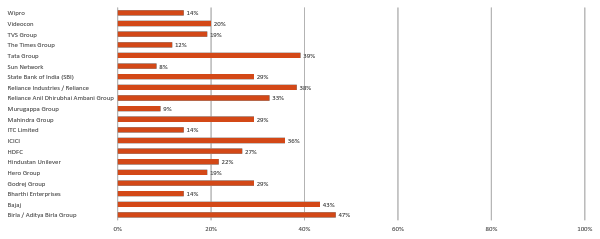 Wipro 14%
Videocon 20%
TVS Group 19%
The Times Group 12%
Tata Group 39%
Sun Network 8%
State Bank of India (SBI) 29%
Reliance Industries / Reliance 38%
Reliance Anil Dhirubhai Ambani Group 33%
Murugappa Group 9%
Mahindra Group 29%
ITC Limited 14%
ICICI 36%
HDFC 27%
Hindustan Unilever 22%
Hero Group 19%
Godrej Group 29%
Bharthi Enterprises 14%
Bajaj 43%
Birla / Aditya Birla Group 47%
0% 20% 40% 60% 80% 100%